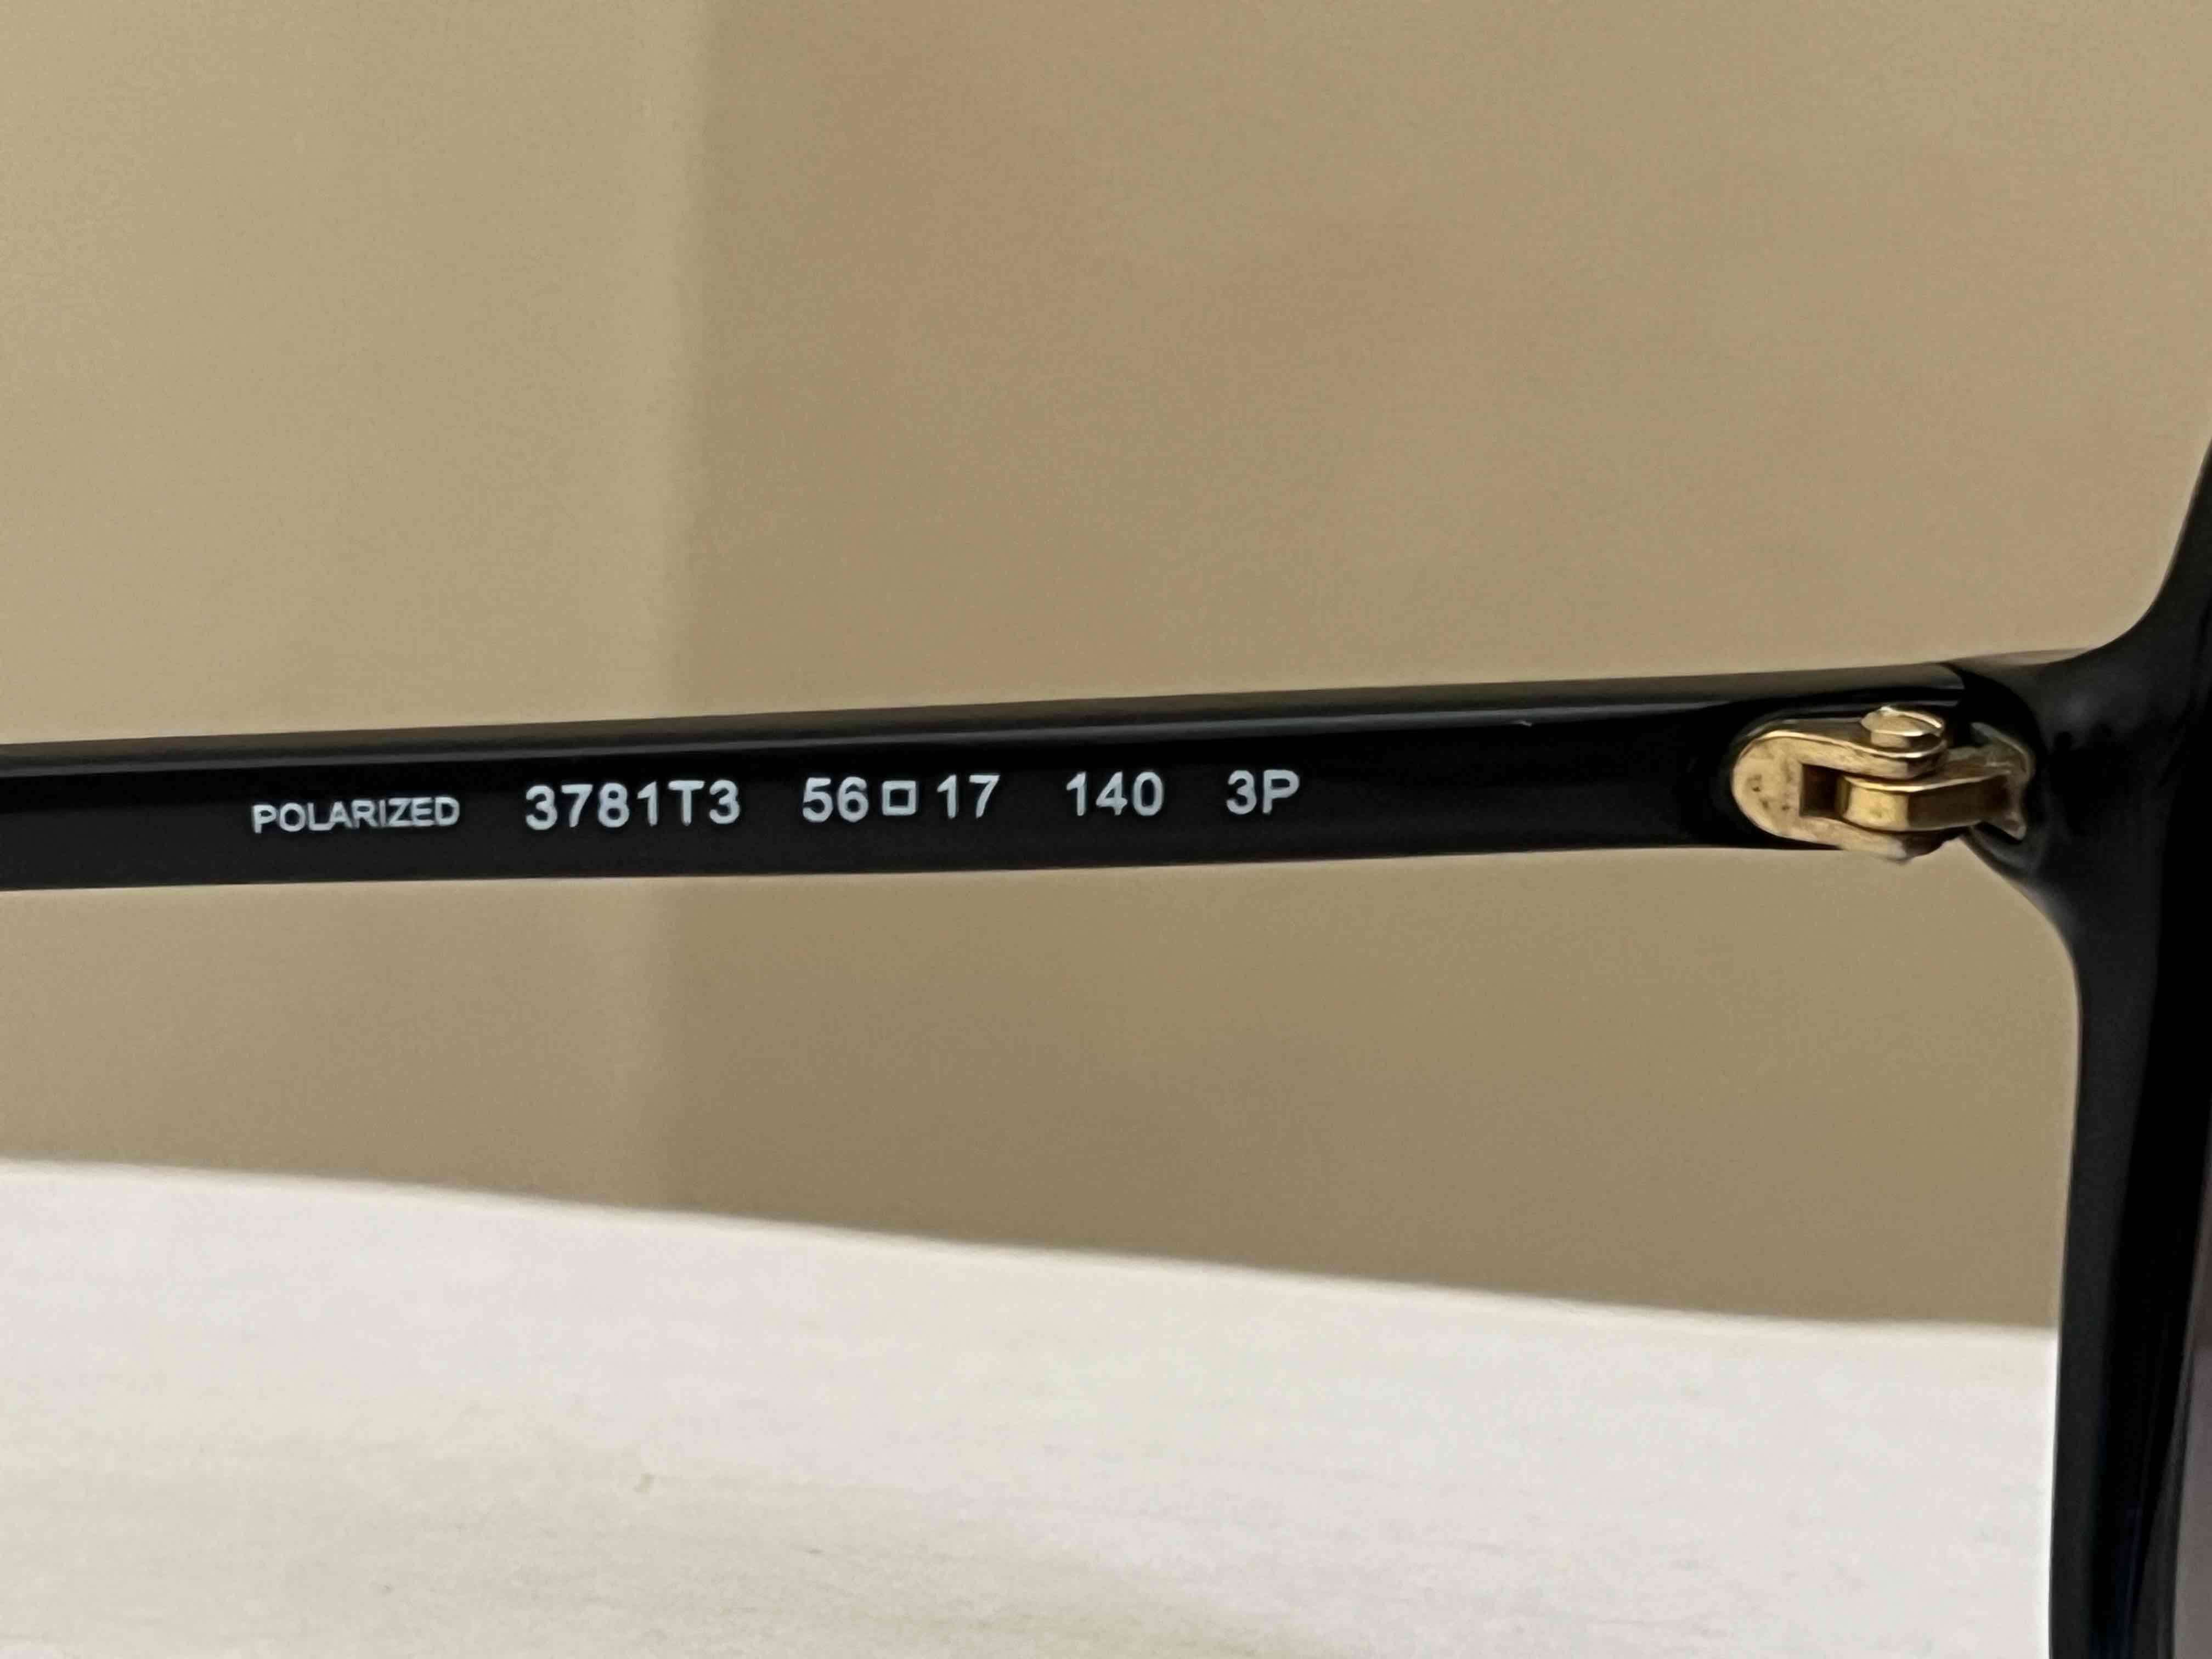 POLARIZED 3781T3 56□17 140 3P